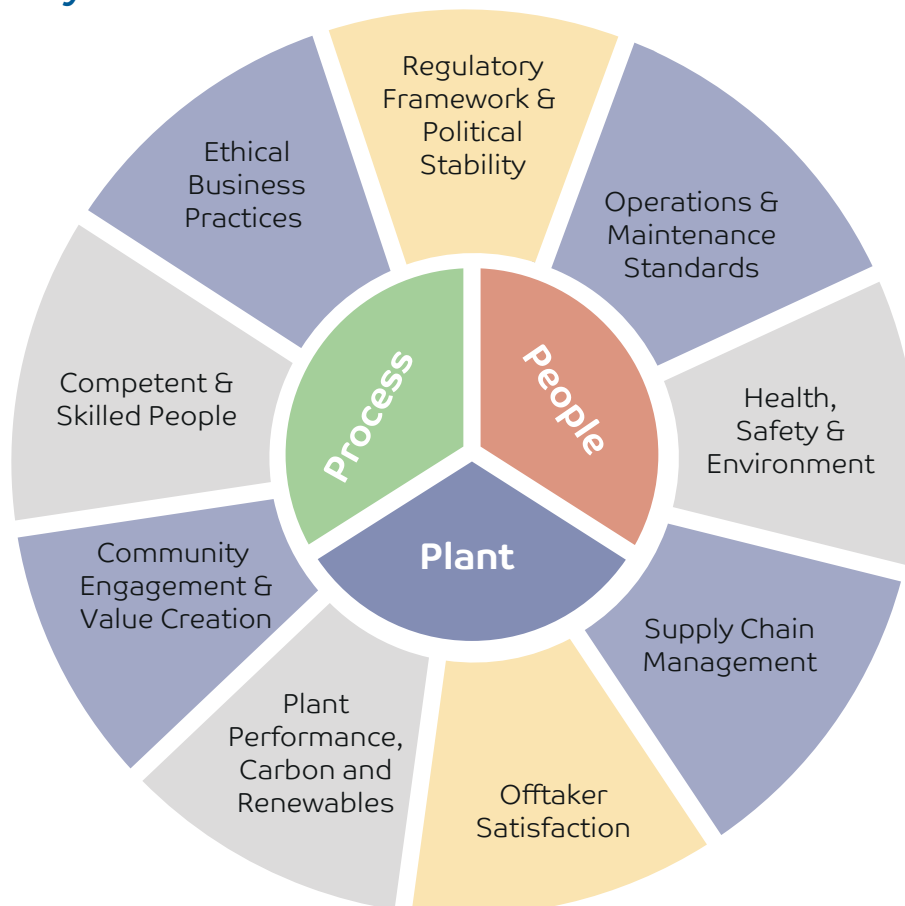 Regulatory
Framework &
Political
Stability
Operations &
Maintenance
Standards
Health,
Safety &
Environment
Supply Chain
Management
Offtaker
Satisfaction
Plant
Performance,
Carbon and
Renewables
Community
Engagement &
Value Creation
Competent &
Skilled People
Ethical
Business
Practices
Process
People
Plant